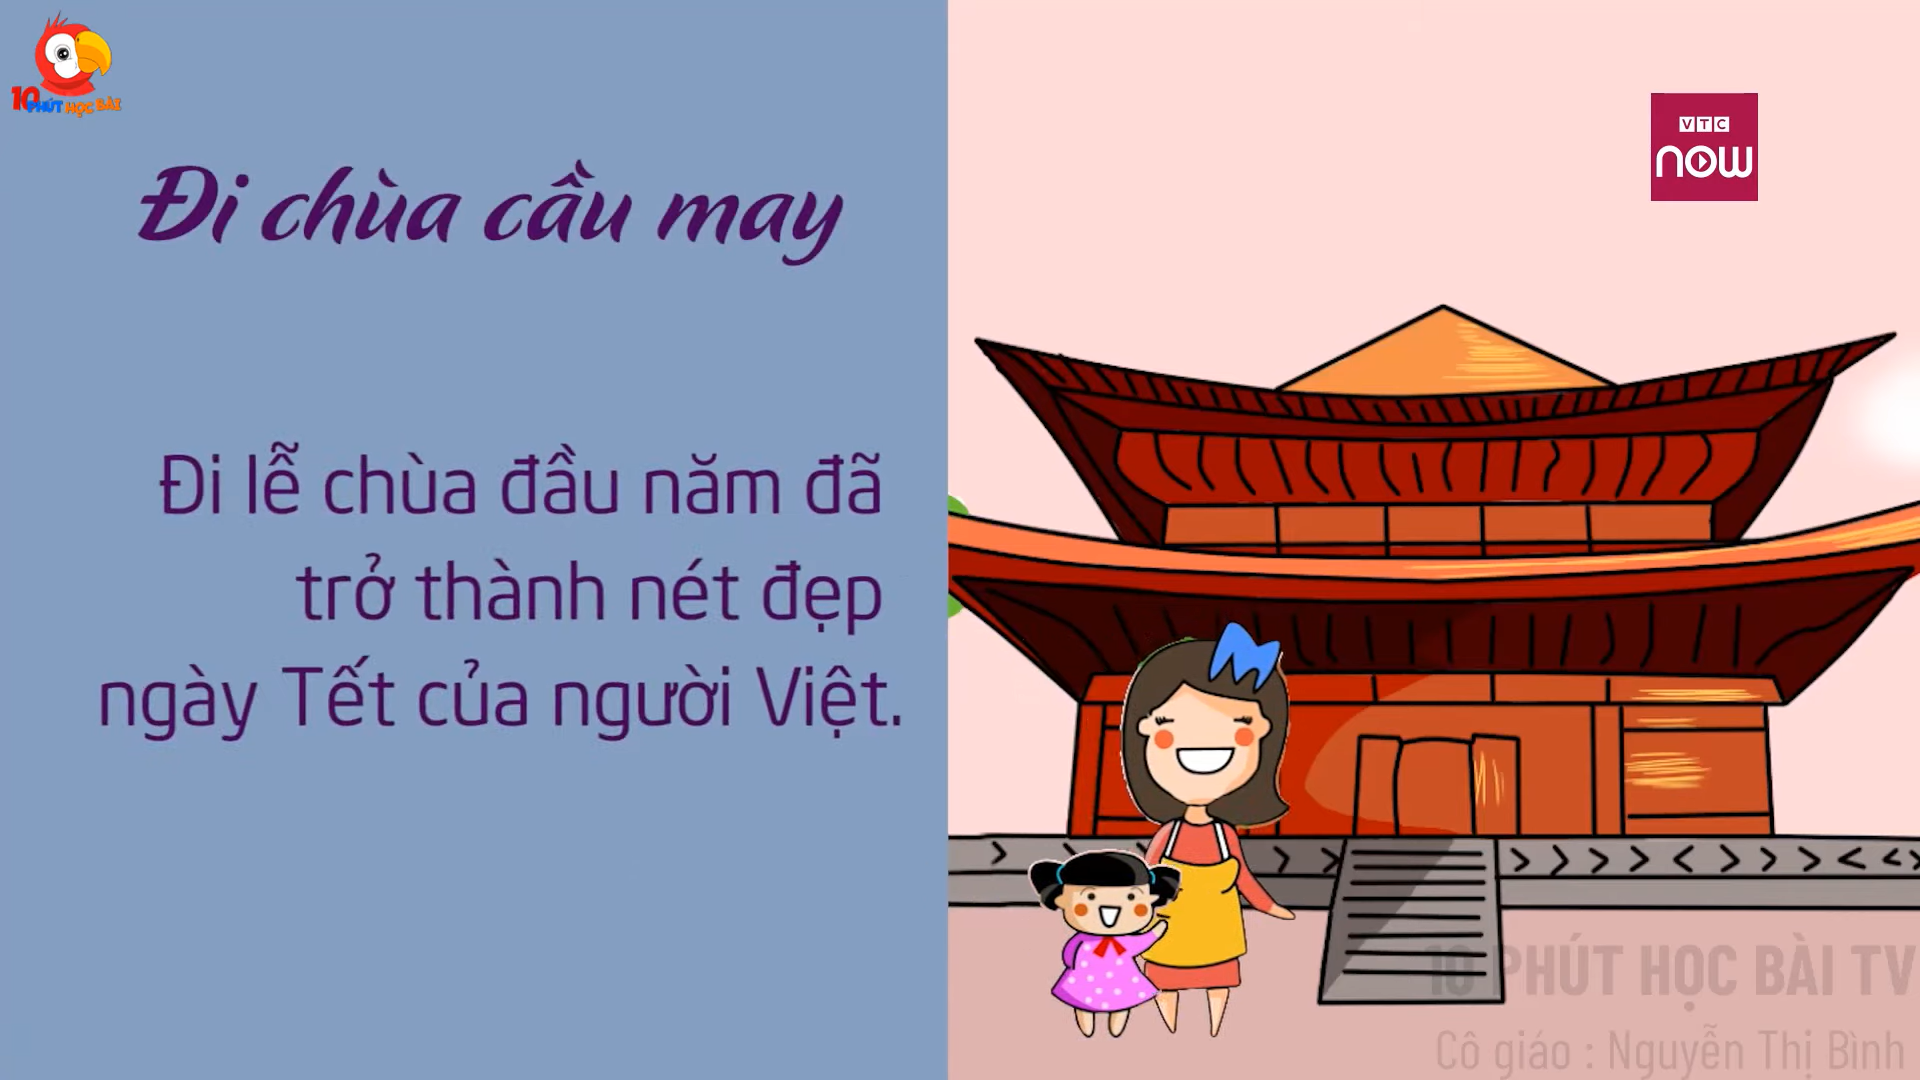 10 PHÚT HỌC BÀI
VTC
now
Đi chùa cầu may
Đi lễ chùa đầu năm đã
trở thành nét đẹp
ngày Tết của người Việt.
10 PHÚT HỌC BÀI TV
Cô giáo : Nguyễn Thị Bình